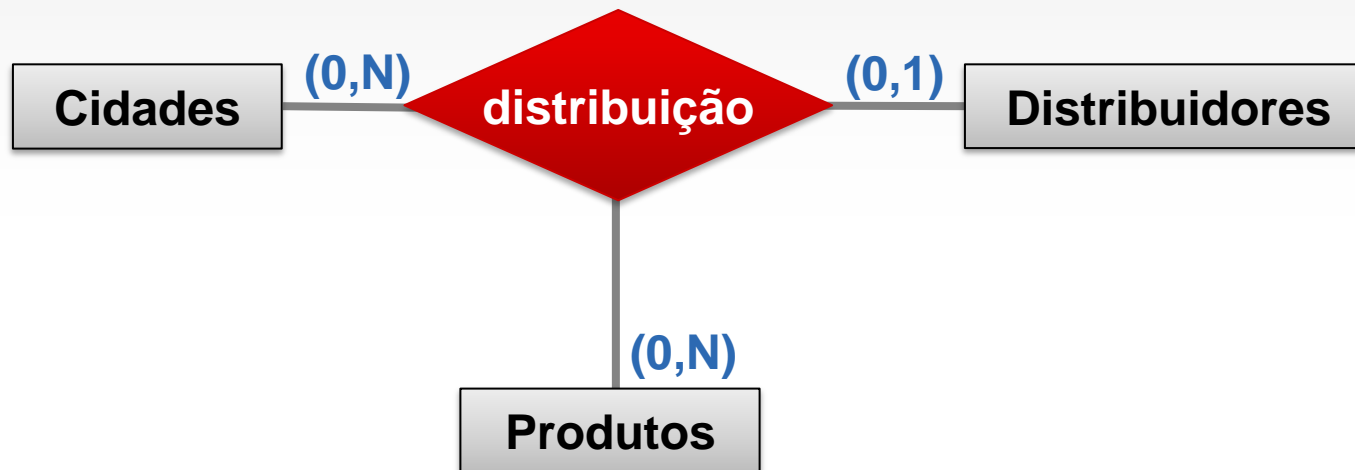 Cidades
(0,N)
distribuição
(0,1)
Distribuidores
(0,N)
Produtos